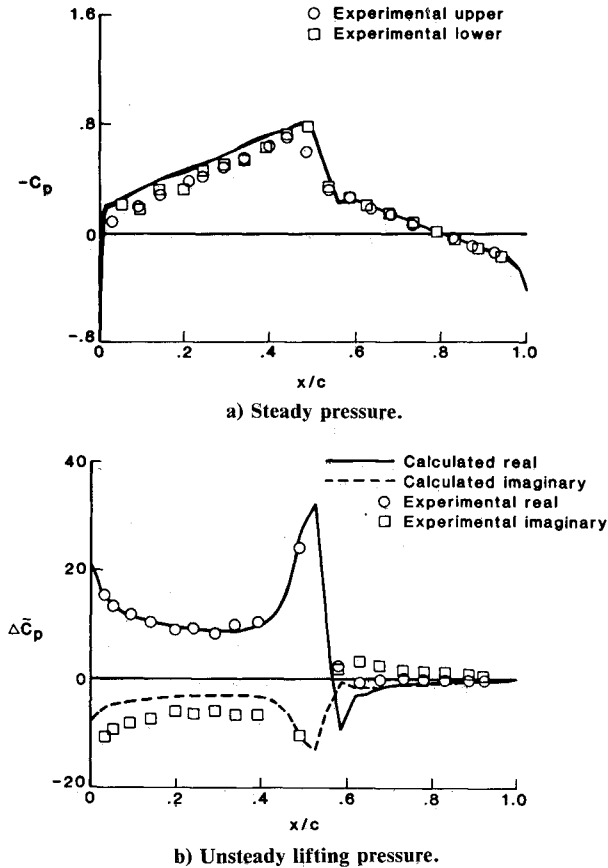 1.6
Experimental upper
Experimental lower
.8
-Cp
0
-.8
0 .2 .4 .6 .8 1.0
x/c
a) Steady pressure.
40
Calculated real
Calculated imaginary
Experimental real
Experimental imaginary
20
ΔC̃p
0
-20
0 .2 .4 .6 .8 1.0
x/c
b) Unsteady lifting pressure.